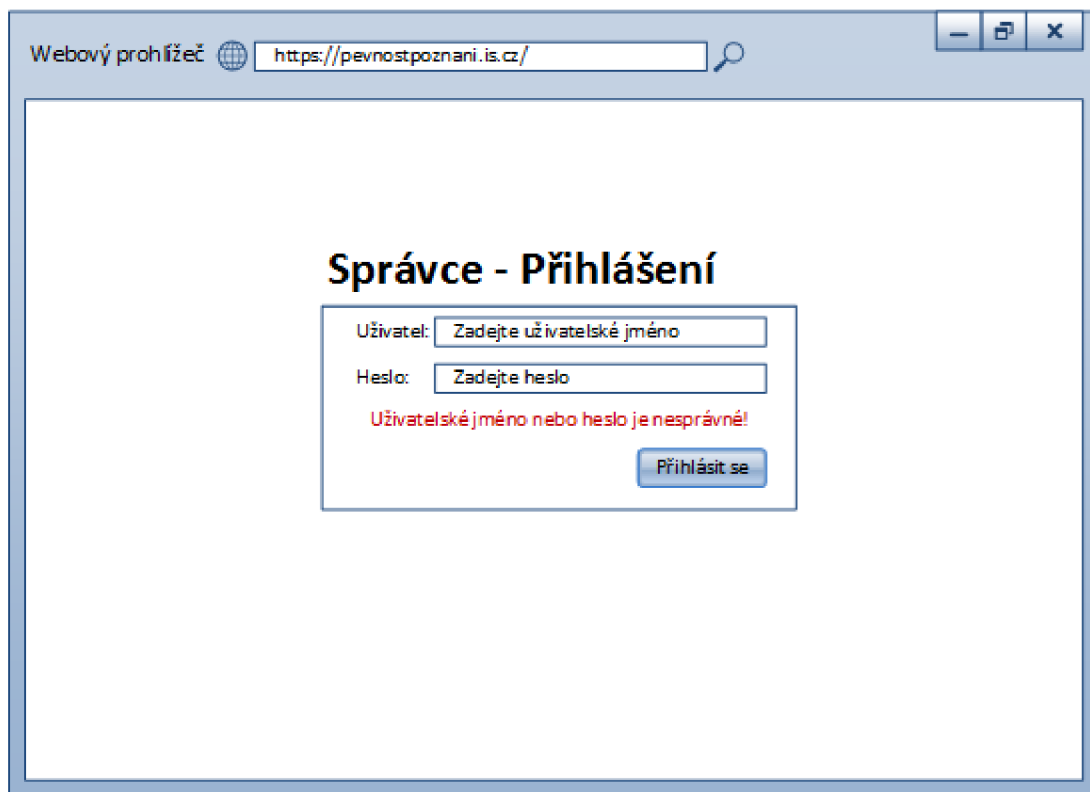 Webový prohlížeč https://pevnostpoznani.is.cz/
Správce - Přihlášení
Uživatel: Zadejte uživatelské jméno
Heslo: Zadejte heslo
Uživatelské jméno nebo heslo je nesprávné!
Přihlásit se